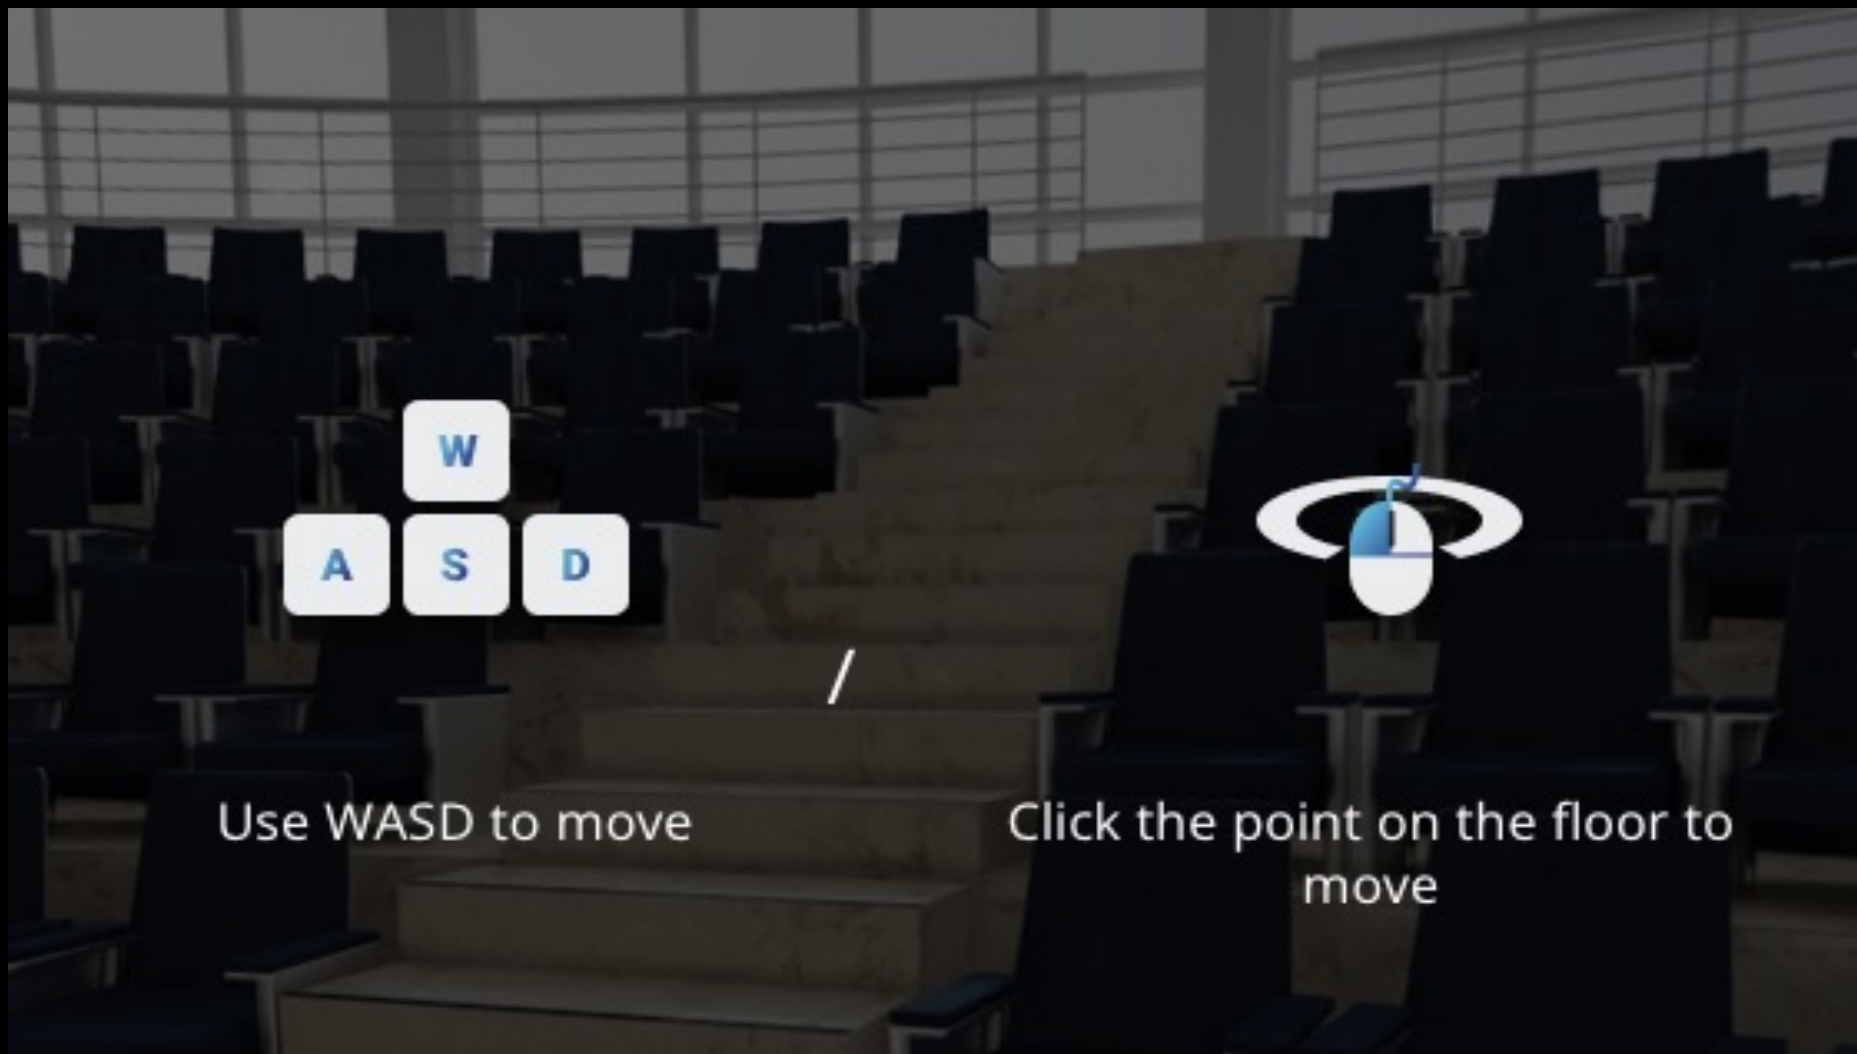 W
A S D
/
Use WASD to move
Click the point on the floor to
move